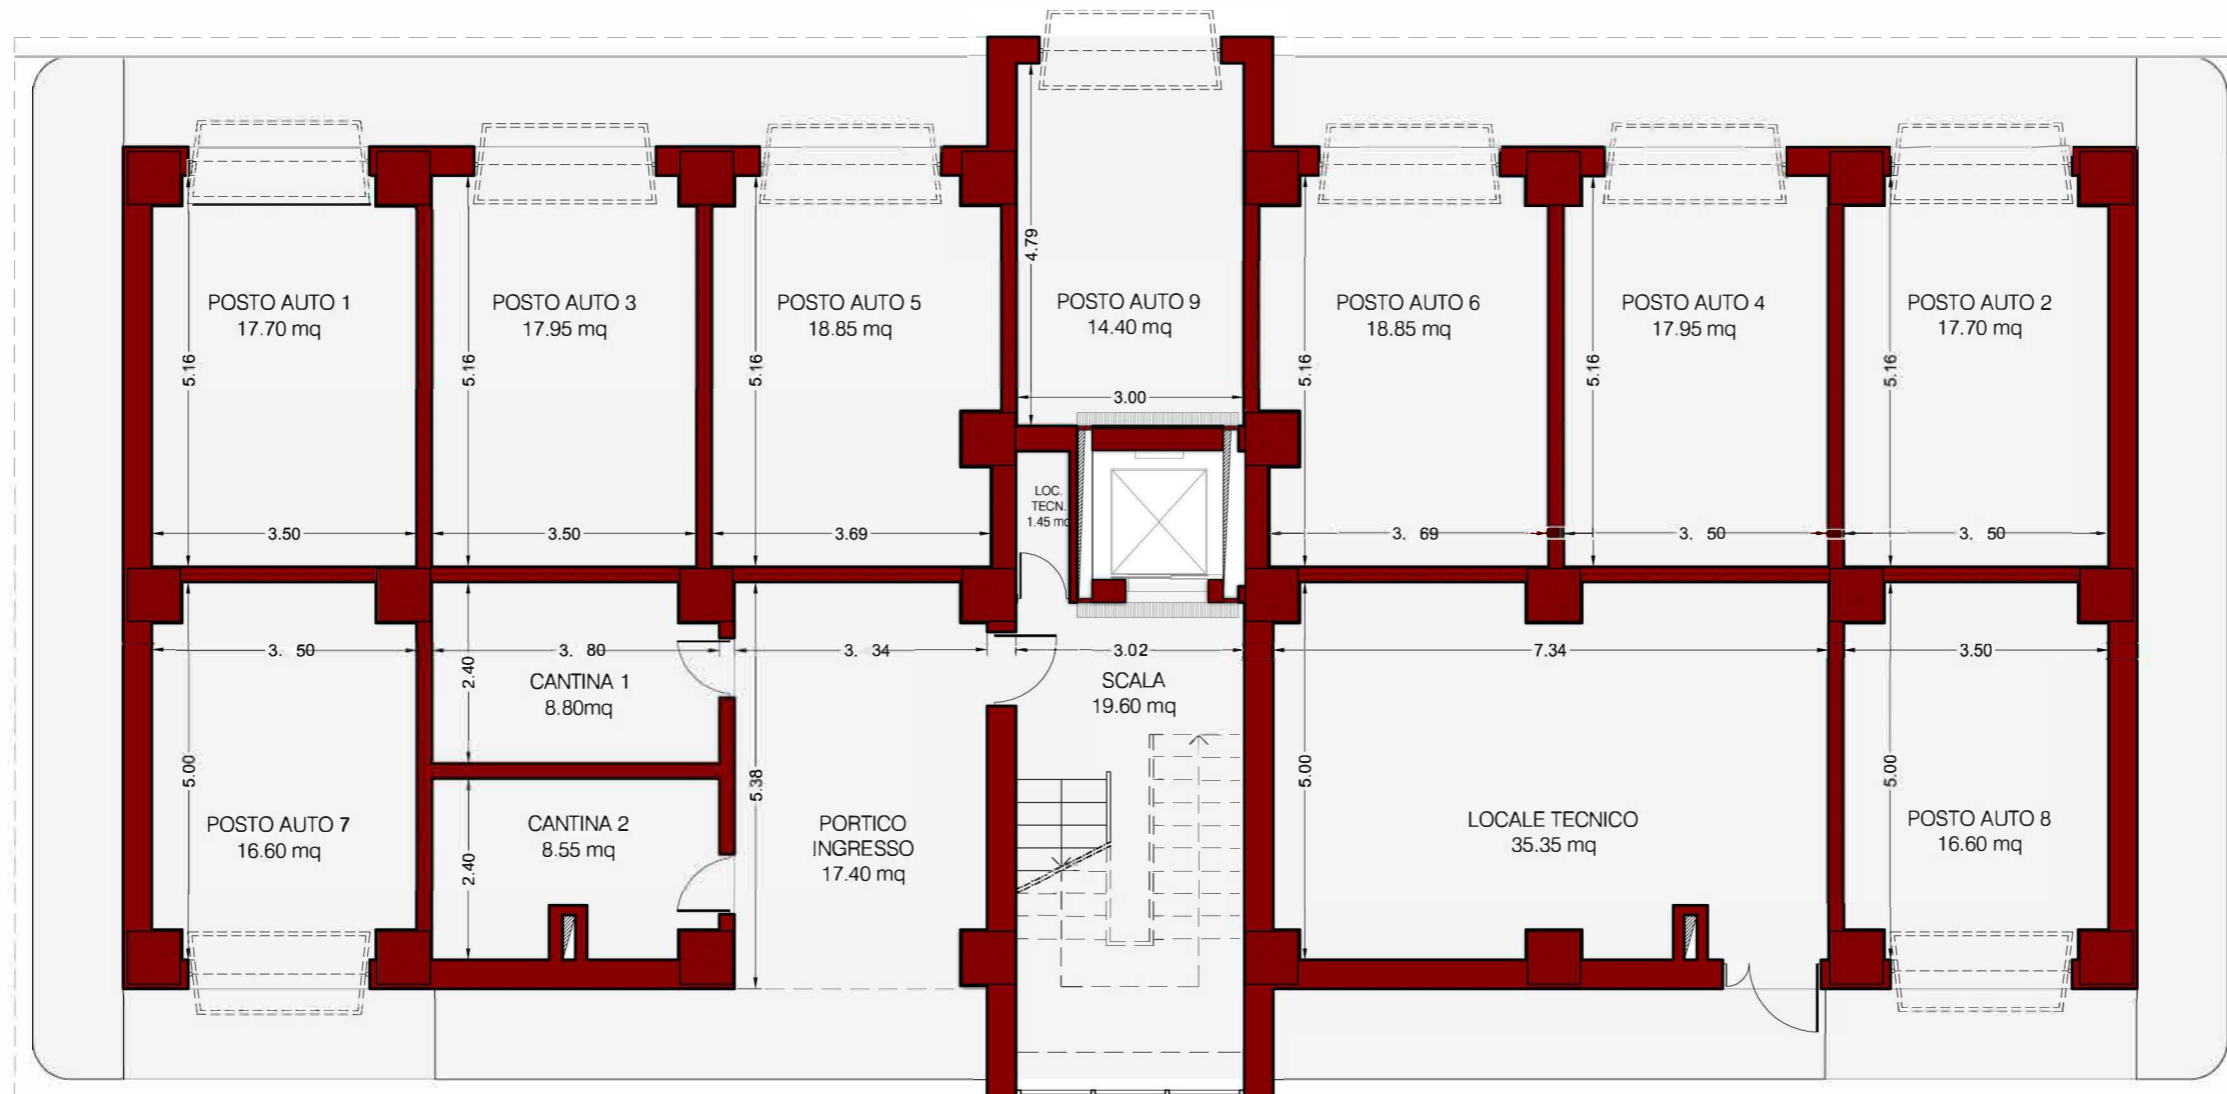 4.79
POSTO AUTO 1
17.70 mq
POSTO AUTO 3
17.95 mq
POSTO AUTO 5
18.85 mq
POSTO AUTO 9
14.40 mq
POSTO AUTO 6
18.85 mq
POSTO AUTO 4
17.95 mq
POSTO AUTO 2
17.70 mq
5.16
5.16
5.16
5.16
5.16
5.16
3.00
LOC.
TECN.
1.45 mq
3.50
3.50
3.69
3. 69
3. 50
3. 50
3. 50
3. 80
3. 34
3.02
7.34
3.50
2.40
CANTINA 1
8.80mq
SCALA
19.60 mq
5.00
5.38
5.00
5.00
POSTO AUTO 7
16.60 mq
2.40
CANTINA 2
8.55 mq
PORTICO
INGRESSO
17.40 mq
LOCALE TECNICO
35.35 mq
POSTO AUTO 8
16.60 mq